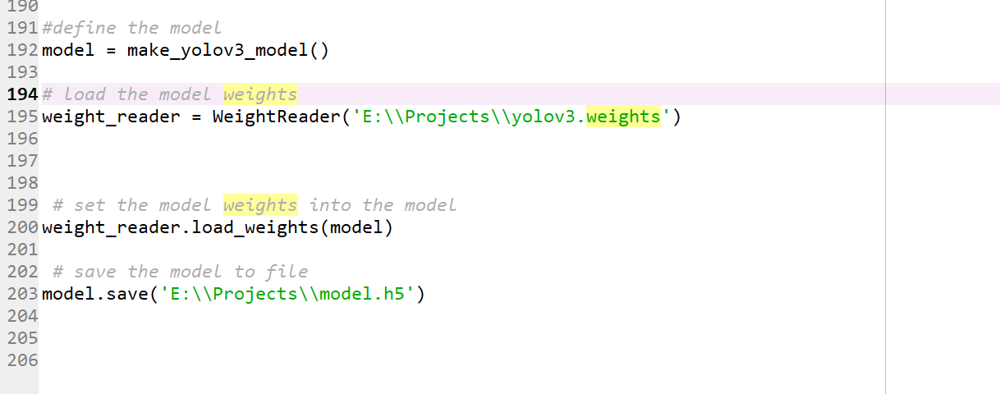 190
191 #define the model
192 model = make_yolov3_model()
193
194 # load the model weights
195 weight_reader = WeightReader('E:\\Projects\\yolov3.weights')
196
197
198
199  # set the model weights into the model
200 weight_reader.load_weights(model)
201
202  # save the model to file
203 model.save('E:\\Projects\\model.h5')
204
205
206